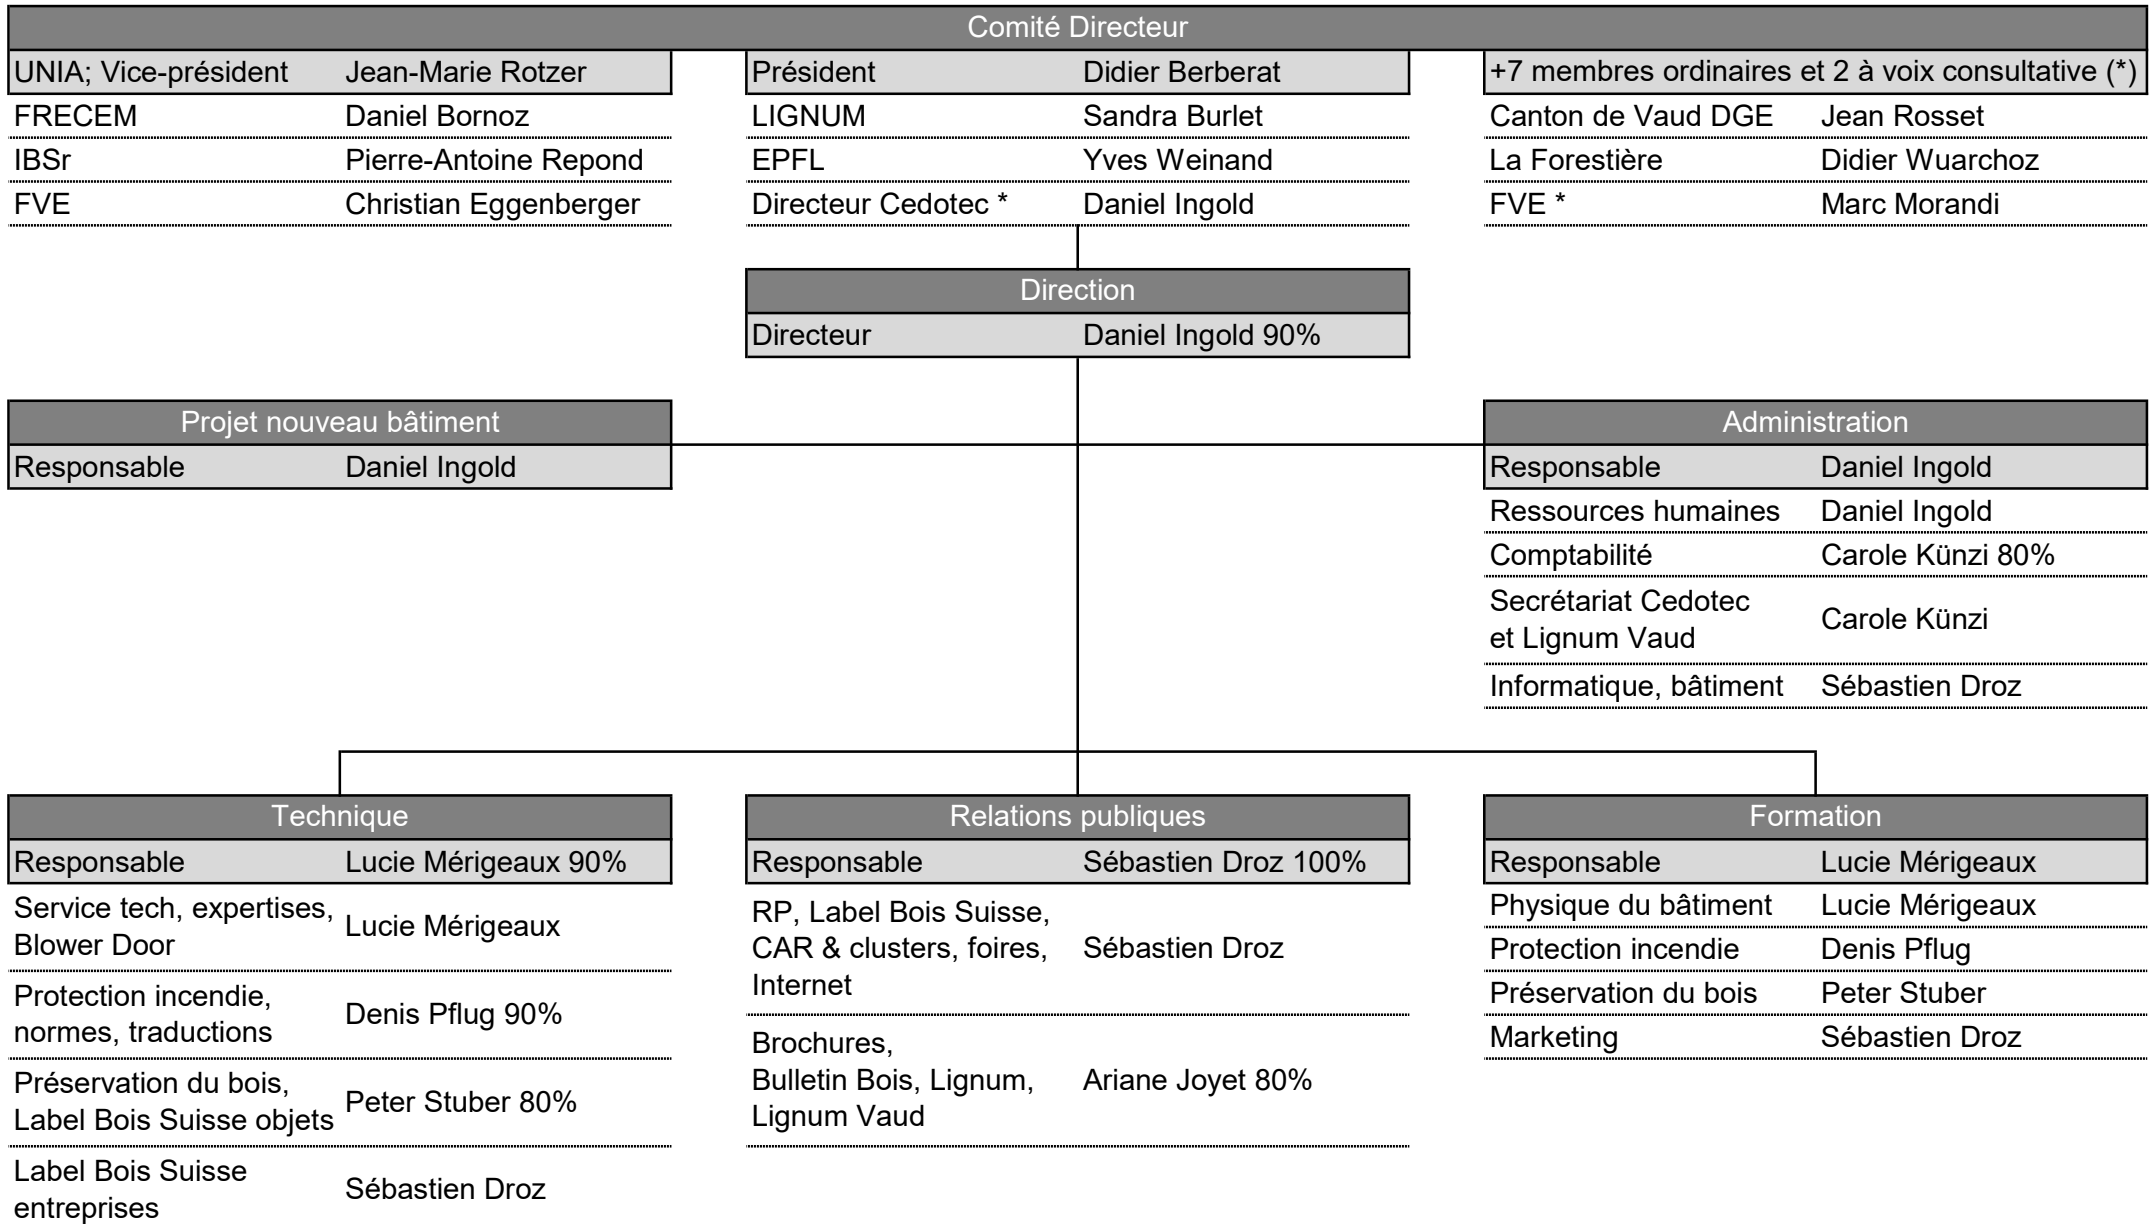 Comité Directeur
UNIA; Vice-président Jean-Marie Rotzer
FRECEM Daniel Bornoz
IBSr Pierre-Antoine Repond
FVE Christian Eggenberger
Président Didier Berberat
LIGNUM Sandra Burlet
EPFL Yves Weinand
Directeur Cedotec * Daniel Ingold
+7 membres ordinaires et 2 à voix consultative (*)
Canton de Vaud DGE Jean Rosset
La Forestière Didier Wuarchoz
FVE * Marc Morandi
Direction
Directeur Daniel Ingold 90%
Projet nouveau bâtiment
Responsable Daniel Ingold
Administration
Responsable Daniel Ingold
Ressources humaines Daniel Ingold
Comptabilité Carole Künzi 80%
Secrétariat Cedotec
et Lignum Vaud
Carole Künzi
Informatique, bâtiment Sébastien Droz
Technique
Responsable Lucie Mérigeaux 90%
Service tech, expertises,
Blower Door
Lucie Mérigeaux
Protection incendie,
normes, traductions
Denis Pflug 90%
Préservation du bois,
Label Bois Suisse objets
Peter Stuber 80%
Label Bois Suisse
entreprises
Sébastien Droz
Relations publiques
Responsable Sébastien Droz 100%
RP, Label Bois Suisse,
CAR & clusters, foires,
Internet
Sébastien Droz
Brochures,
Bulletin Bois, Lignum,
Lignum Vaud
Ariane Joyet 80%
Formation
Responsable Lucie Mérigeaux
Physique du bâtiment Lucie Mérigeaux
Protection incendie Denis Pflug
Préservation du bois Peter Stuber
Marketing Sébastien Droz